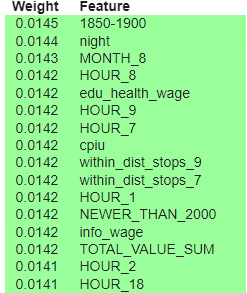 Weight Feature
0.0145 1850-1900
0.0144 night
0.0143 MONTH_8
0.0142 HOUR_8
0.0142 edu_health_wage
0.0142 HOUR_9
0.0142 HOUR_7
0.0142 cpiu
0.0142 within_dist_stops_9
0.0142 within_dist_stops_7
0.0142 HOUR_1
0.0142 NEWER_THAN_2000
0.0142 info_wage
0.0142 TOTAL_VALUE_SUM
0.0141 HOUR_2
0.0141 HOUR_18